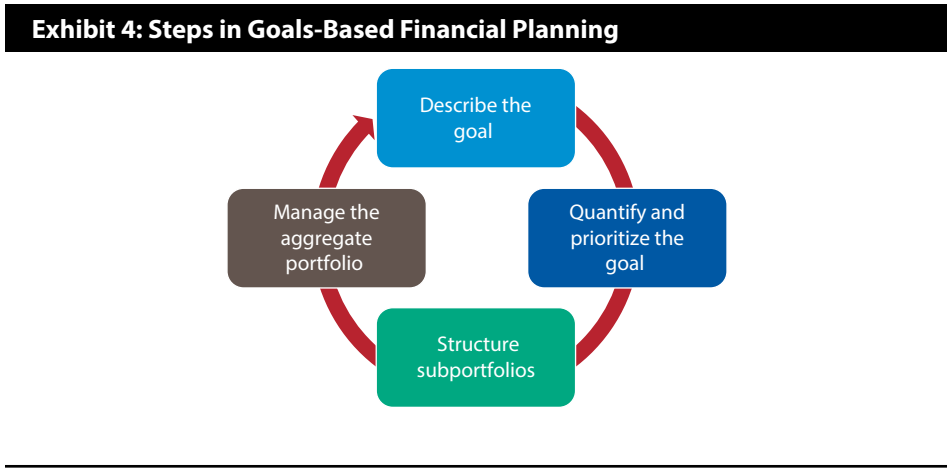 Exhibit 4: Steps in Goals-Based Financial Planning
Describe the
goal
Quantify and
prioritize the
goal
Structure
subportfolios
Manage the
aggregate
portfolio